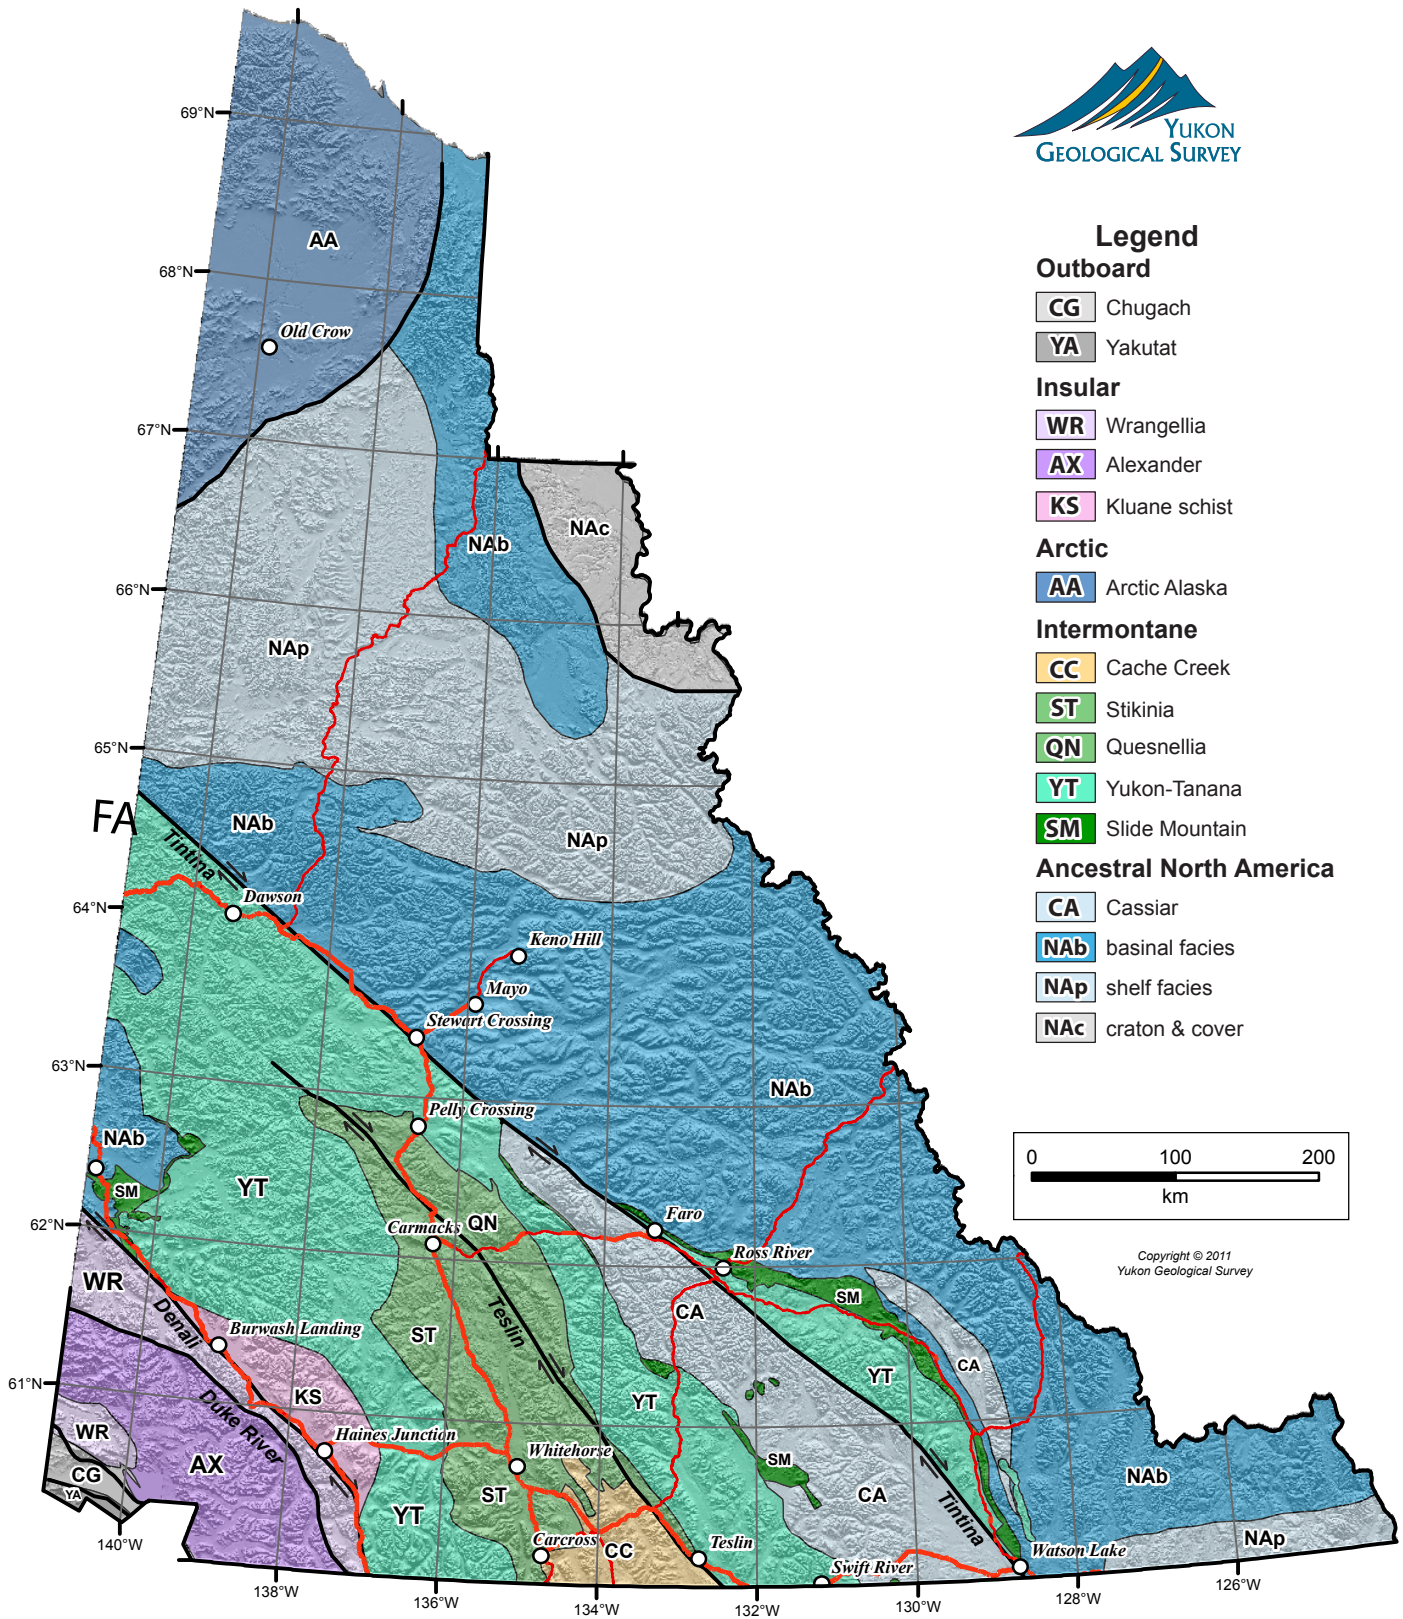 YUKON
GEOLOGICAL SURVEY
Legend
Outboard
CG Chugach
YA Yakutat
Insular
WR Wrangellia
AX Alexander
KS Kluane schist
Arctic
AA Arctic Alaska
Intermontane
CC Cache Creek
ST Stikinia
QN Quesnellia
YT Yukon-Tanana
SM Slide Mountain
Ancestral North America
CA Cassiar
NAb basinal facies
NAp shelf facies
NAc craton & cover
0 100 200
km
Copyright © 2011
Yukon Geological Survey
69°N
AA
68°N
Old Crow
67°N
NAc
NAb
66°N
NAp
65°N
FA
NAb
NAp
Tintina
Dawson
64°N
Keno Hill
Mayo
Stewart Crossing
63°N
NAb
Pelly Crossing
NAb
YT
SM
62°N
Carmacks
QN
Faro
Ross River
WR
SM
Denali
Burwash Landing
Teslin
ST
CA
CA
61°N
KS
YT
YT
Duke River
WR
Haines Junction
Whitehorse
AX
SM
CG
YA
NAb
ST
CA
YT
Tintina
140°W
Carcross
CC
Teslin
Swift River
Watson Lake
NAp
138°W
136°W
134°W
132°W
130°W
128°W
126°W